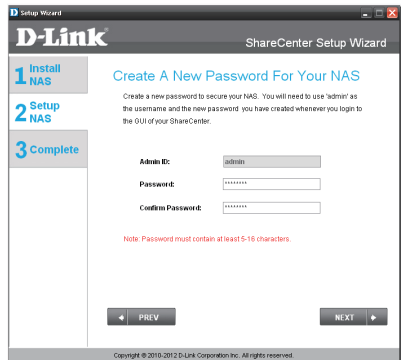 D Setup Wizard
D-Link
ShareCenter Setup Wizard
1 Install
NAS
2 Setup
NAS
3 Complete
Create A New Password For Your NAS
Create a new password to secure your NAS. You will need to use 'admin' as
the username and the new password you have created whenever you login to
the GUI of your ShareCenter.
Admin ID: admin
Password: ********
Confirm Password: ********
Note: Password must contain at least 5-16 characters.
PREV NEXT
Copyright © 2010-2012 D-Link Corporation Inc. All rights reserved.